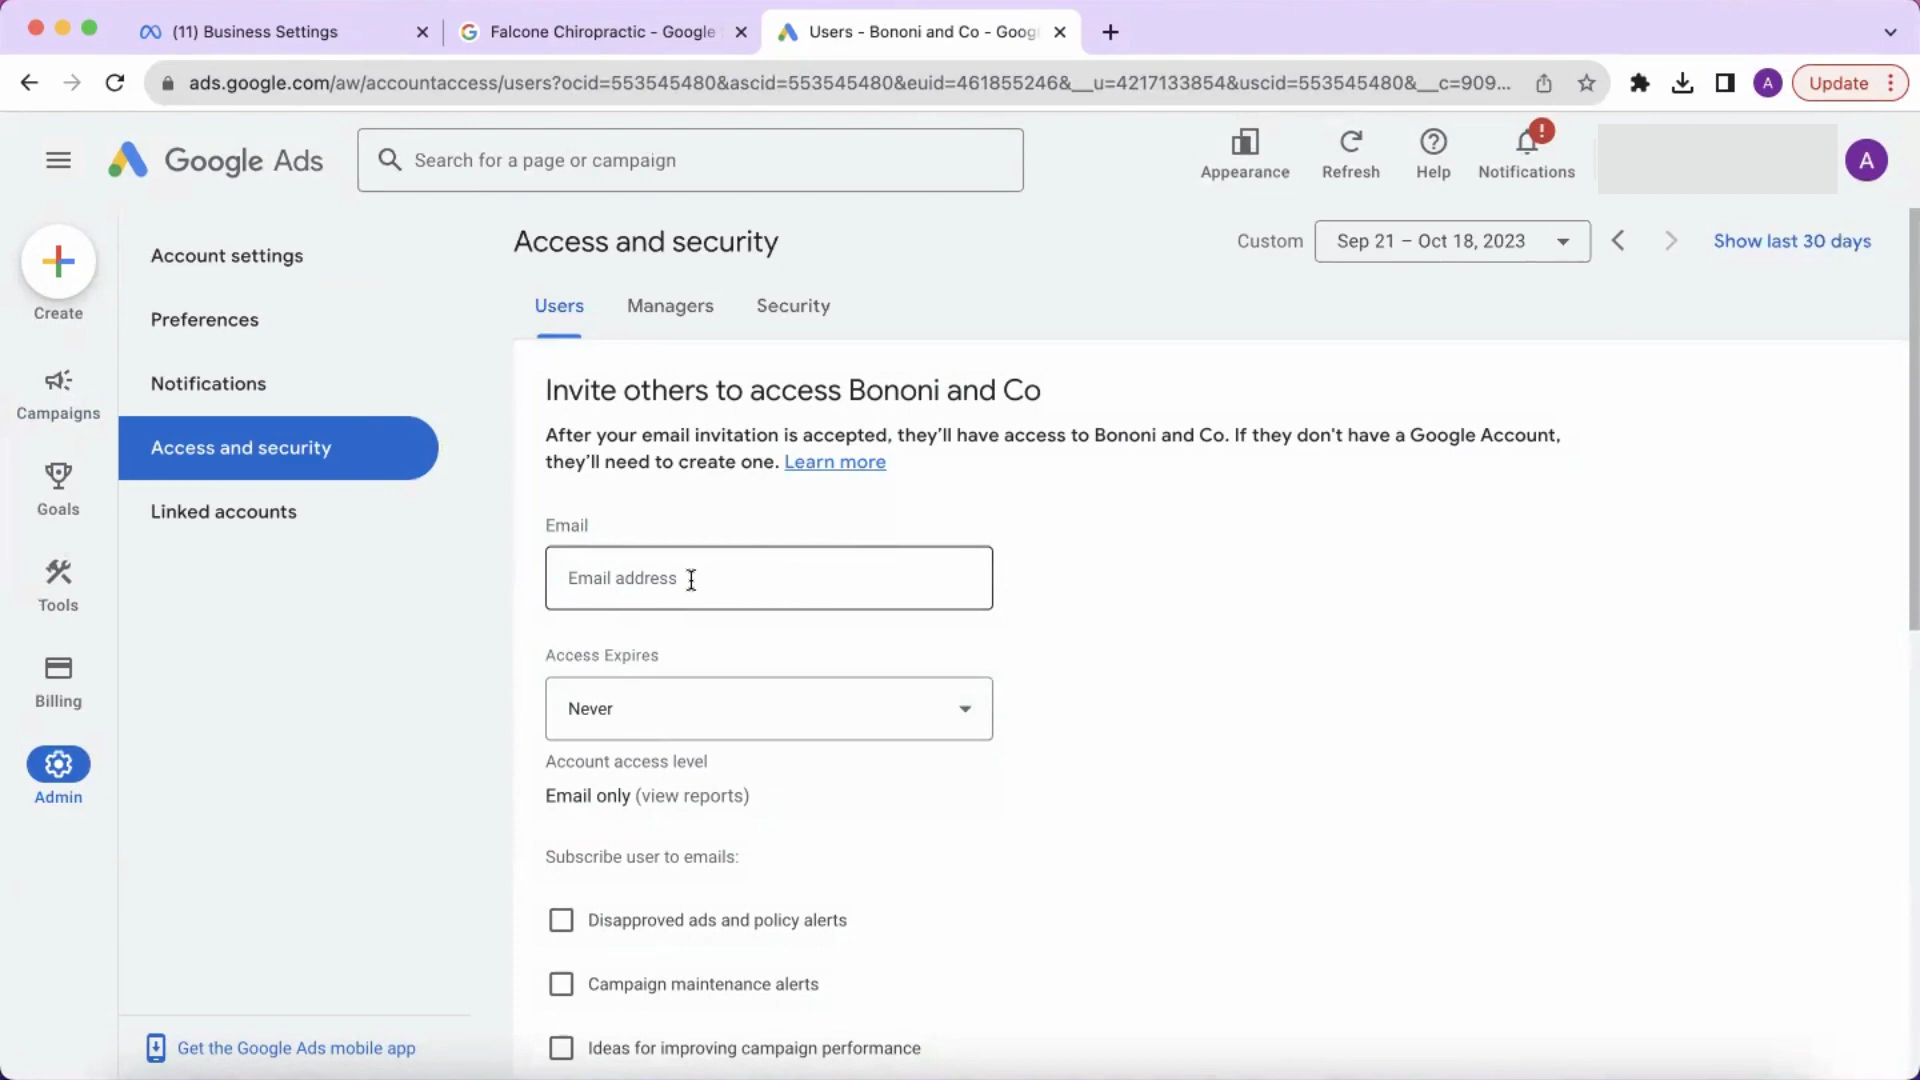 (11) Business Settings
Falcone Chiropractic - Google
Users - Bononi and Co - Goog
ads.google.com/aw/accountaccess/users?ocid=553545480&ascid=553545480&euid=461855246&__u=4217133854&uscid=553545480&__c=909...
A
Update
Google Ads
Search for a page or campaign
Appearance
Refresh
Help
Notifications
!
A
Create
Campaigns
Goals
Tools
Billing
Admin
Account settings
Preferences
Notifications
Access and security
Linked accounts
Get the Google Ads mobile app
Access and security
Custom
Sep 21 – Oct 18, 2023
Show last 30 days
Users
Managers
Security
Invite others to access Bononi and Co
After your email invitation is accepted, they’ll have access to Bononi and Co. If they don't have a Google Account,
they’ll need to create one. Learn more
Email
Email address
Access Expires
Never
Account access level
Email only (view reports)
Subscribe user to emails:
Disapproved ads and policy alerts
Campaign maintenance alerts
Ideas for improving campaign performance